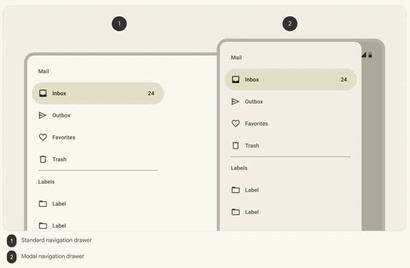 1
2
Mail
Inbox 24
Outbox
Favorites
Trash
Labels
Label
Label
Mail
Inbox 24
Outbox
Favorites
Trash
Labels
Label
Label
1 Standard navigation drawer
2 Modal navigation drawer